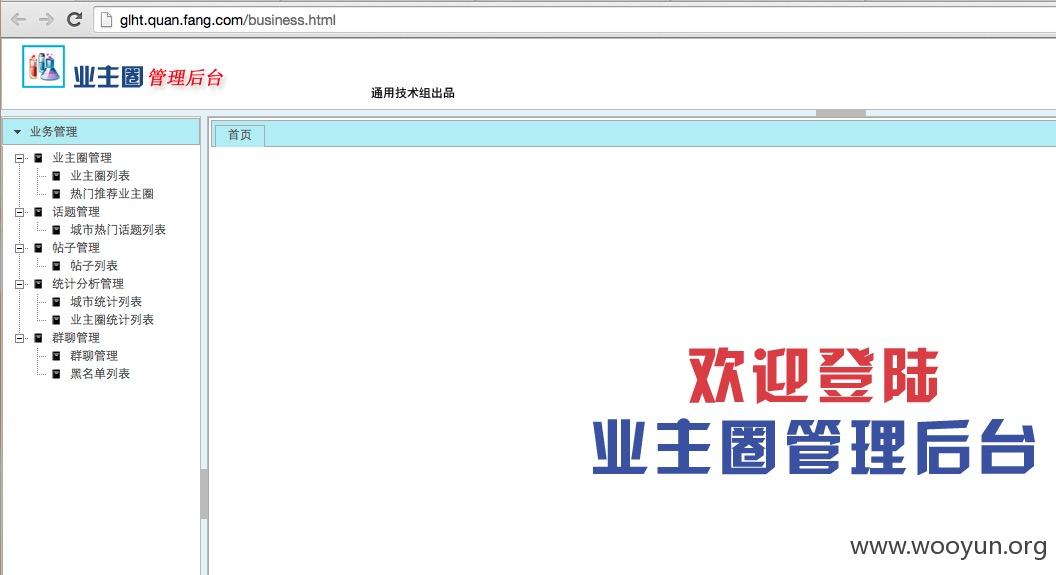 glht.quan.fang.com/business.html
业主圈 管理后台
通用技术组出品
业务管理
首页
业主圈管理
业主圈列表
热门推荐业主圈
话题管理
城市热门话题列表
帖子管理
帖子列表
统计分析管理
城市统计列表
业主圈统计列表
群聊管理
群聊管理
黑名单列表
欢迎登陆
业主圈管理后台
www.wooyun.org